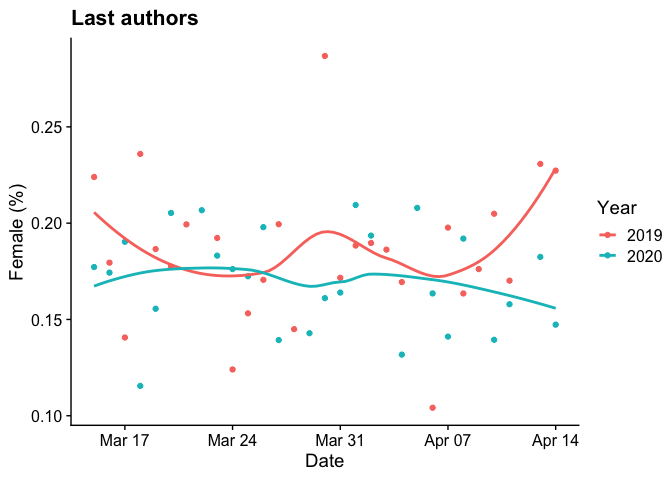 Last authors
Female (%)
0.25
0.20
0.15
0.10
Mar 17
Mar 24
Mar 31
Apr 07
Apr 14
Date
Year
2019
2020